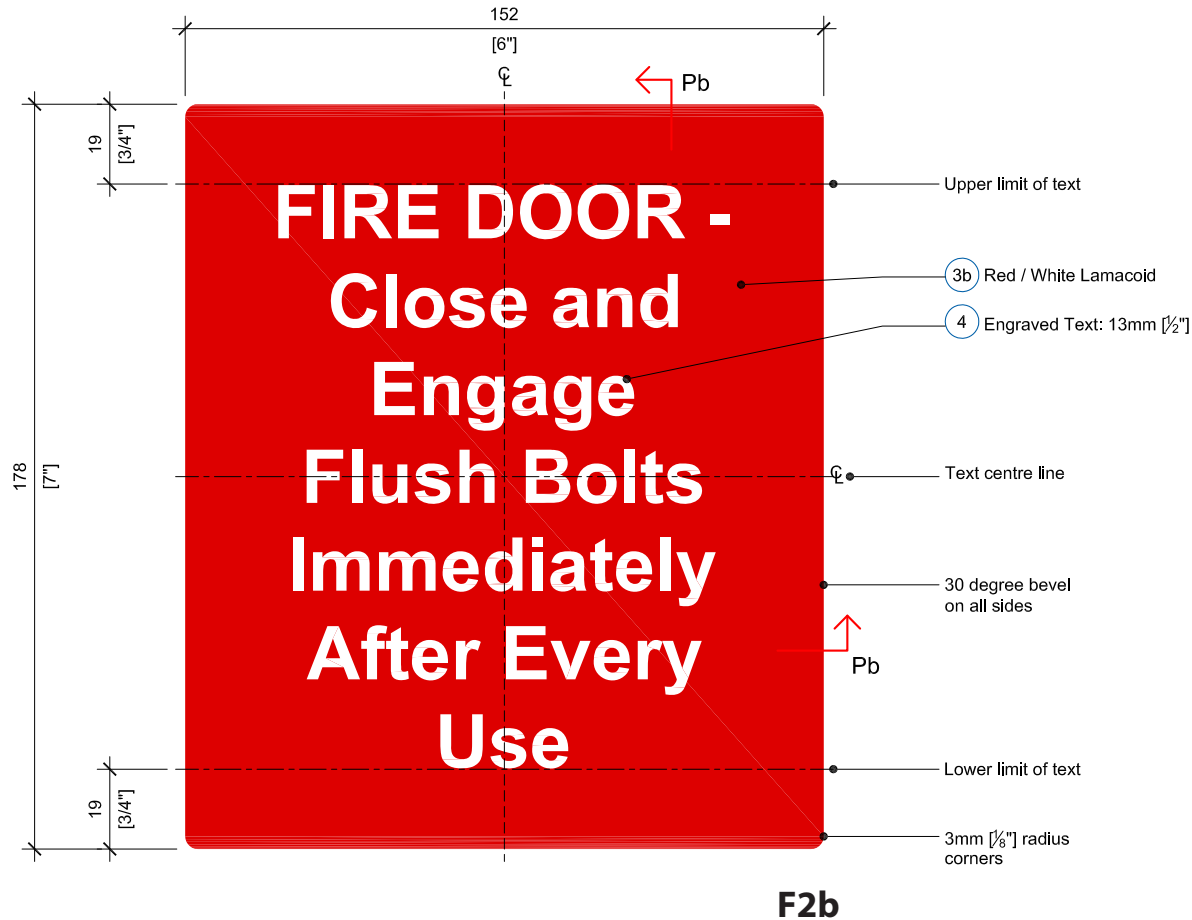 152
[6"]
℄
Pb
19
[3/4"]
Upper limit of text
FIRE DOOR -
Close and
Engage
Flush Bolts
Immediately
After Every
Use
3b Red / White Lamacoid
4 Engraved Text: 13mm [½"]
178
[7"]
℄
Text centre line
30 degree bevel
on all sides
Pb
19
[3/4"]
Lower limit of text
3mm [⅛"] radius
corners
F2b